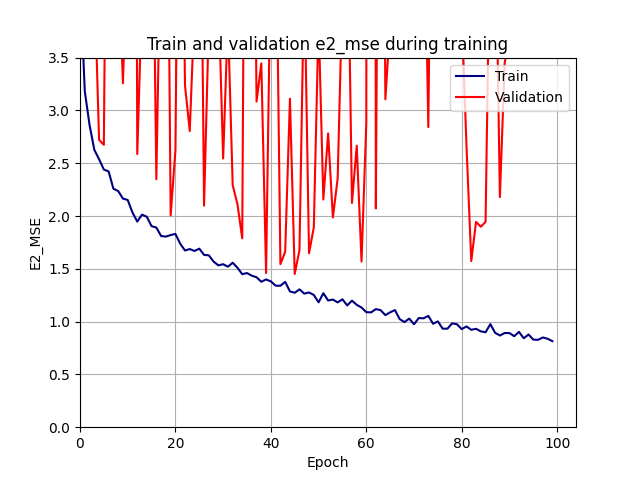 Train and validation e2_mse during training
3.5
3.0
2.5
2.0
1.5
1.0
0.5
0.0
E2_MSE
Train
Validation
0 20 40 60 80 100
Epoch